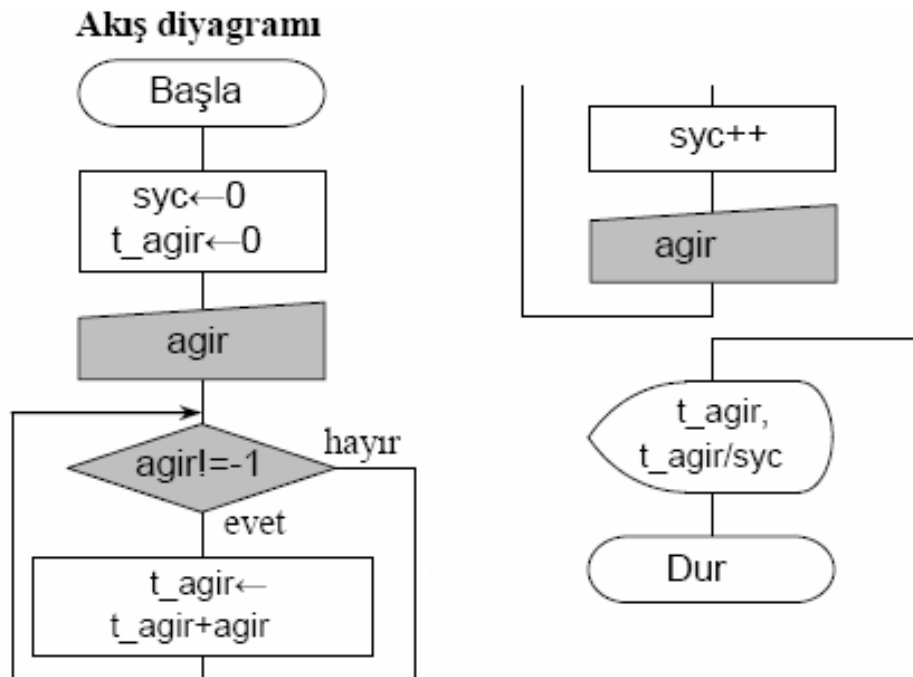 Akış diyagramı
Başla
syc←0
t_agir←0
agir
agir!=-1
hayır
evet
t_agir←
t_agir+agir
syc++
agir
t_agir,
t_agir/syc
Dur